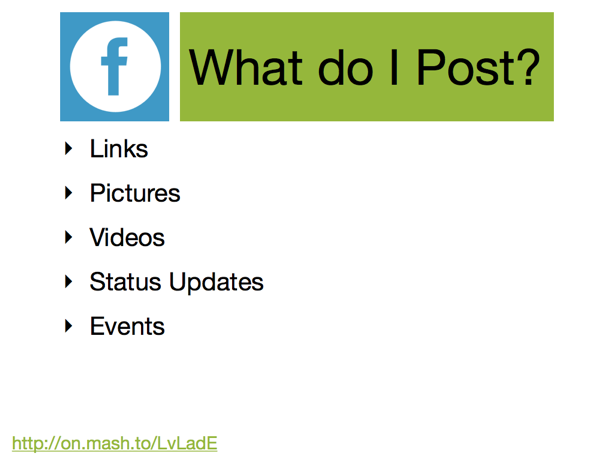 f
What do I Post?
Links
Pictures
Videos
Status Updates
Events
http://on.mash.to/LvLadE